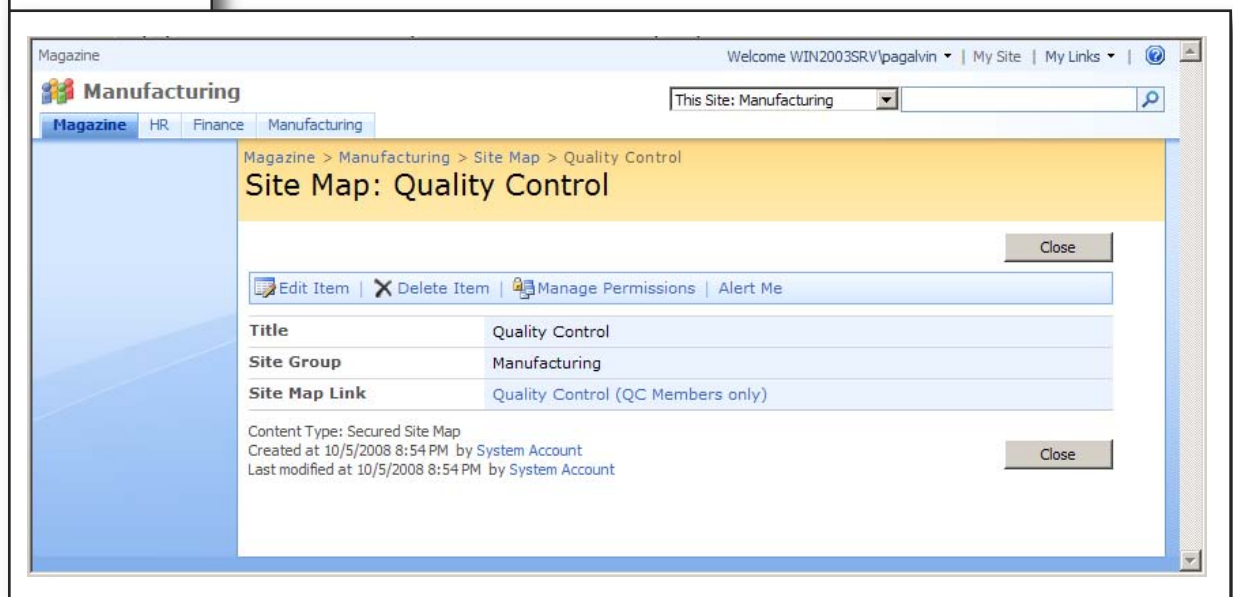 Magazine
Welcome WIN2003SRV\pagalvin | My Site | My Links |
Manufacturing
This Site: Manufacturing
Magazine HR Finance Manufacturing
Magazine > Manufacturing > Site Map > Quality Control
Site Map: Quality Control
Close
Edit Item | Delete Item | Manage Permissions | Alert Me
Title Quality Control
Site Group Manufacturing
Site Map Link Quality Control (QC Members only)
Content Type: Secured Site Map
Created at 10/5/2008 8:54 PM by System Account
Close
Last modified at 10/5/2008 8:54 PM by System Account